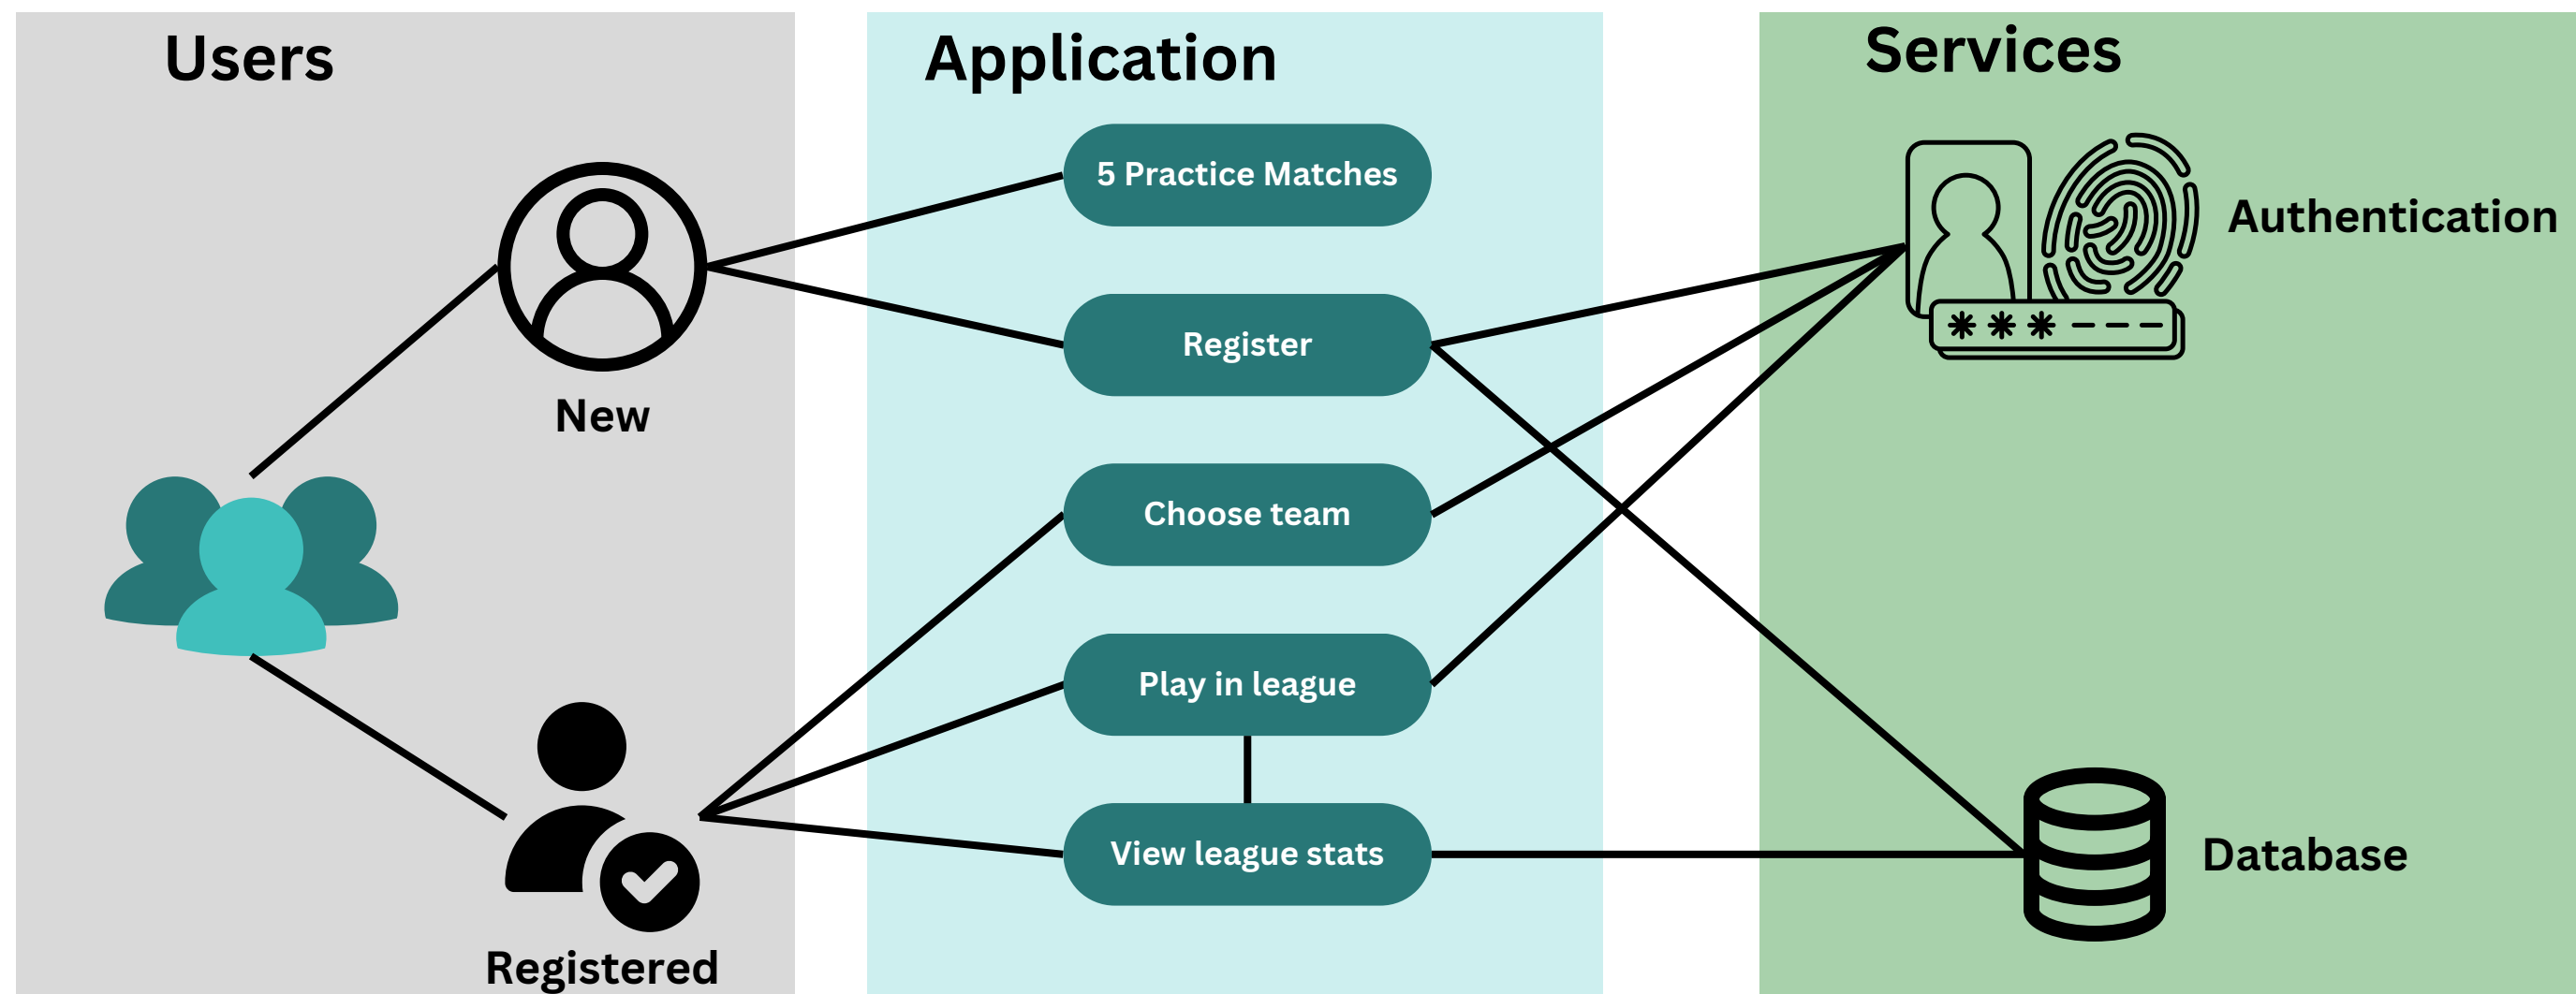 Users
New
Registered
Application
5 Practice Matches
Register
Choose team
Play in league
View league stats
Services
Authentication
Database